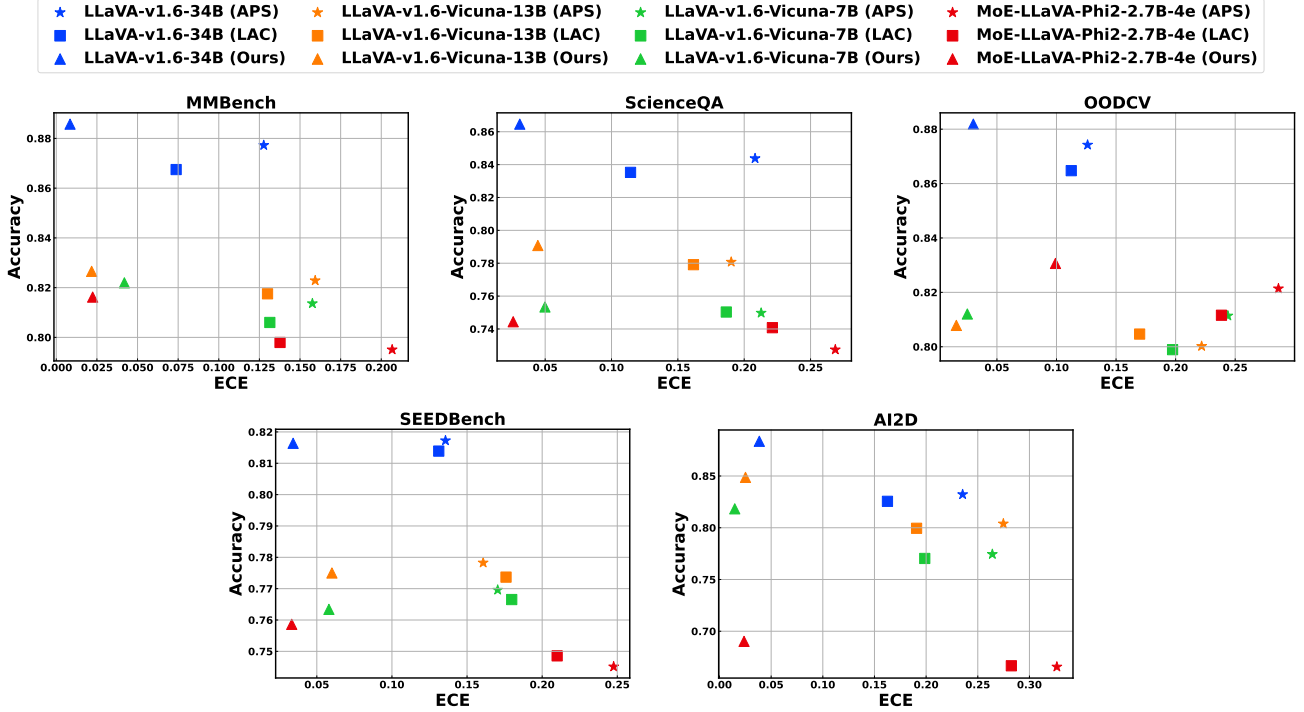 LLaVA-v1.6-34B (APS) LLaVA-v1.6-Vicuna-13B (APS) LLaVA-v1.6-Vicuna-7B (APS) MoE-LLaVA-Phi2-2.7B-4e (APS)
LLaVA-v1.6-34B (LAC) LLaVA-v1.6-Vicuna-13B (LAC) LLaVA-v1.6-Vicuna-7B (LAC) MoE-LLaVA-Phi2-2.7B-4e (LAC)
LLaVA-v1.6-34B (Ours) LLaVA-v1.6-Vicuna-13B (Ours) LLaVA-v1.6-Vicuna-7B (Ours) MoE-LLaVA-Phi2-2.7B-4e (Ours)
MMBench
Accuracy
0.88
0.86
0.84
0.82
0.80
0.000 0.025 0.050 0.075 0.100 0.125 0.150 0.175 0.200
ECE
ScienceQA
Accuracy
0.86
0.84
0.82
0.80
0.78
0.76
0.74
0.05 0.10 0.15 0.20 0.25
ECE
OODCV
Accuracy
0.88
0.86
0.84
0.82
0.80
0.05 0.10 0.15 0.20 0.25
ECE
SEEDBench
Accuracy
0.82
0.81
0.80
0.79
0.78
0.77
0.76
0.75
0.05 0.10 0.15 0.20 0.25
ECE
AI2D
Accuracy
0.85
0.80
0.75
0.70
0.00 0.05 0.10 0.15 0.20 0.25 0.30
ECE